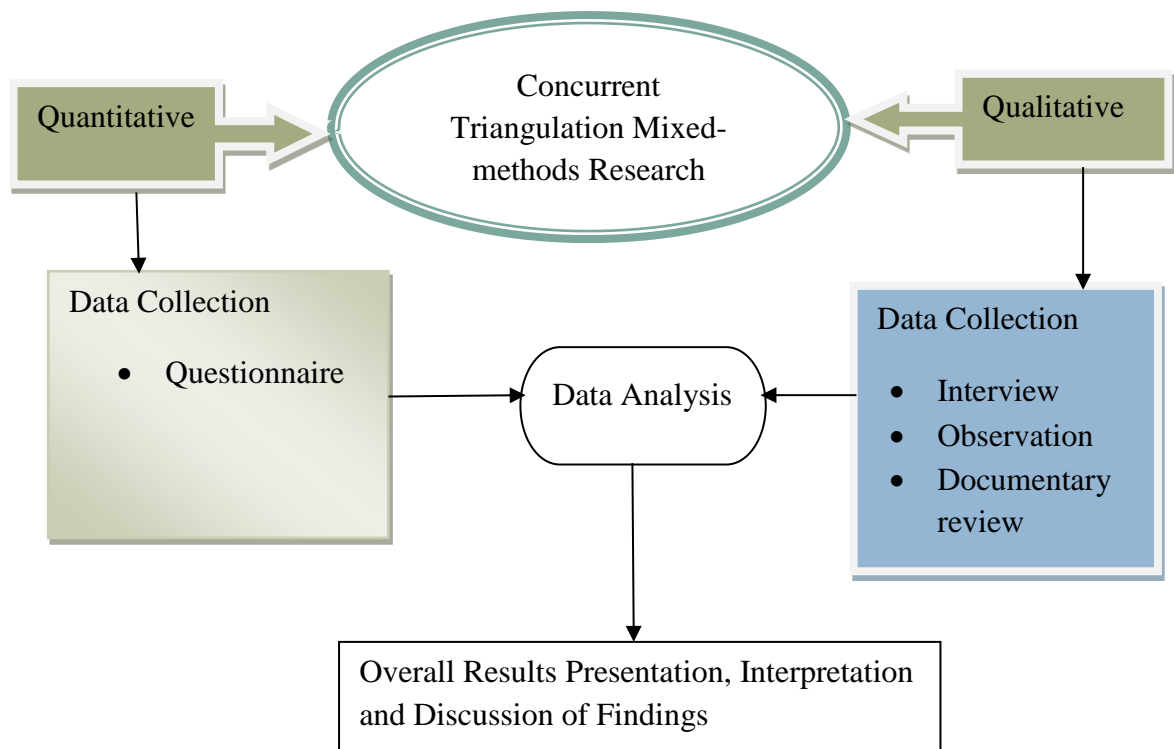 Quantitative
Concurrent
Triangulation Mixed-
methods Research
Qualitative
Data Collection
• Questionnaire
Data Analysis
Data Collection
• Interview
• Observation
• Documentary
review
Overall Results Presentation, Interpretation
and Discussion of Findings